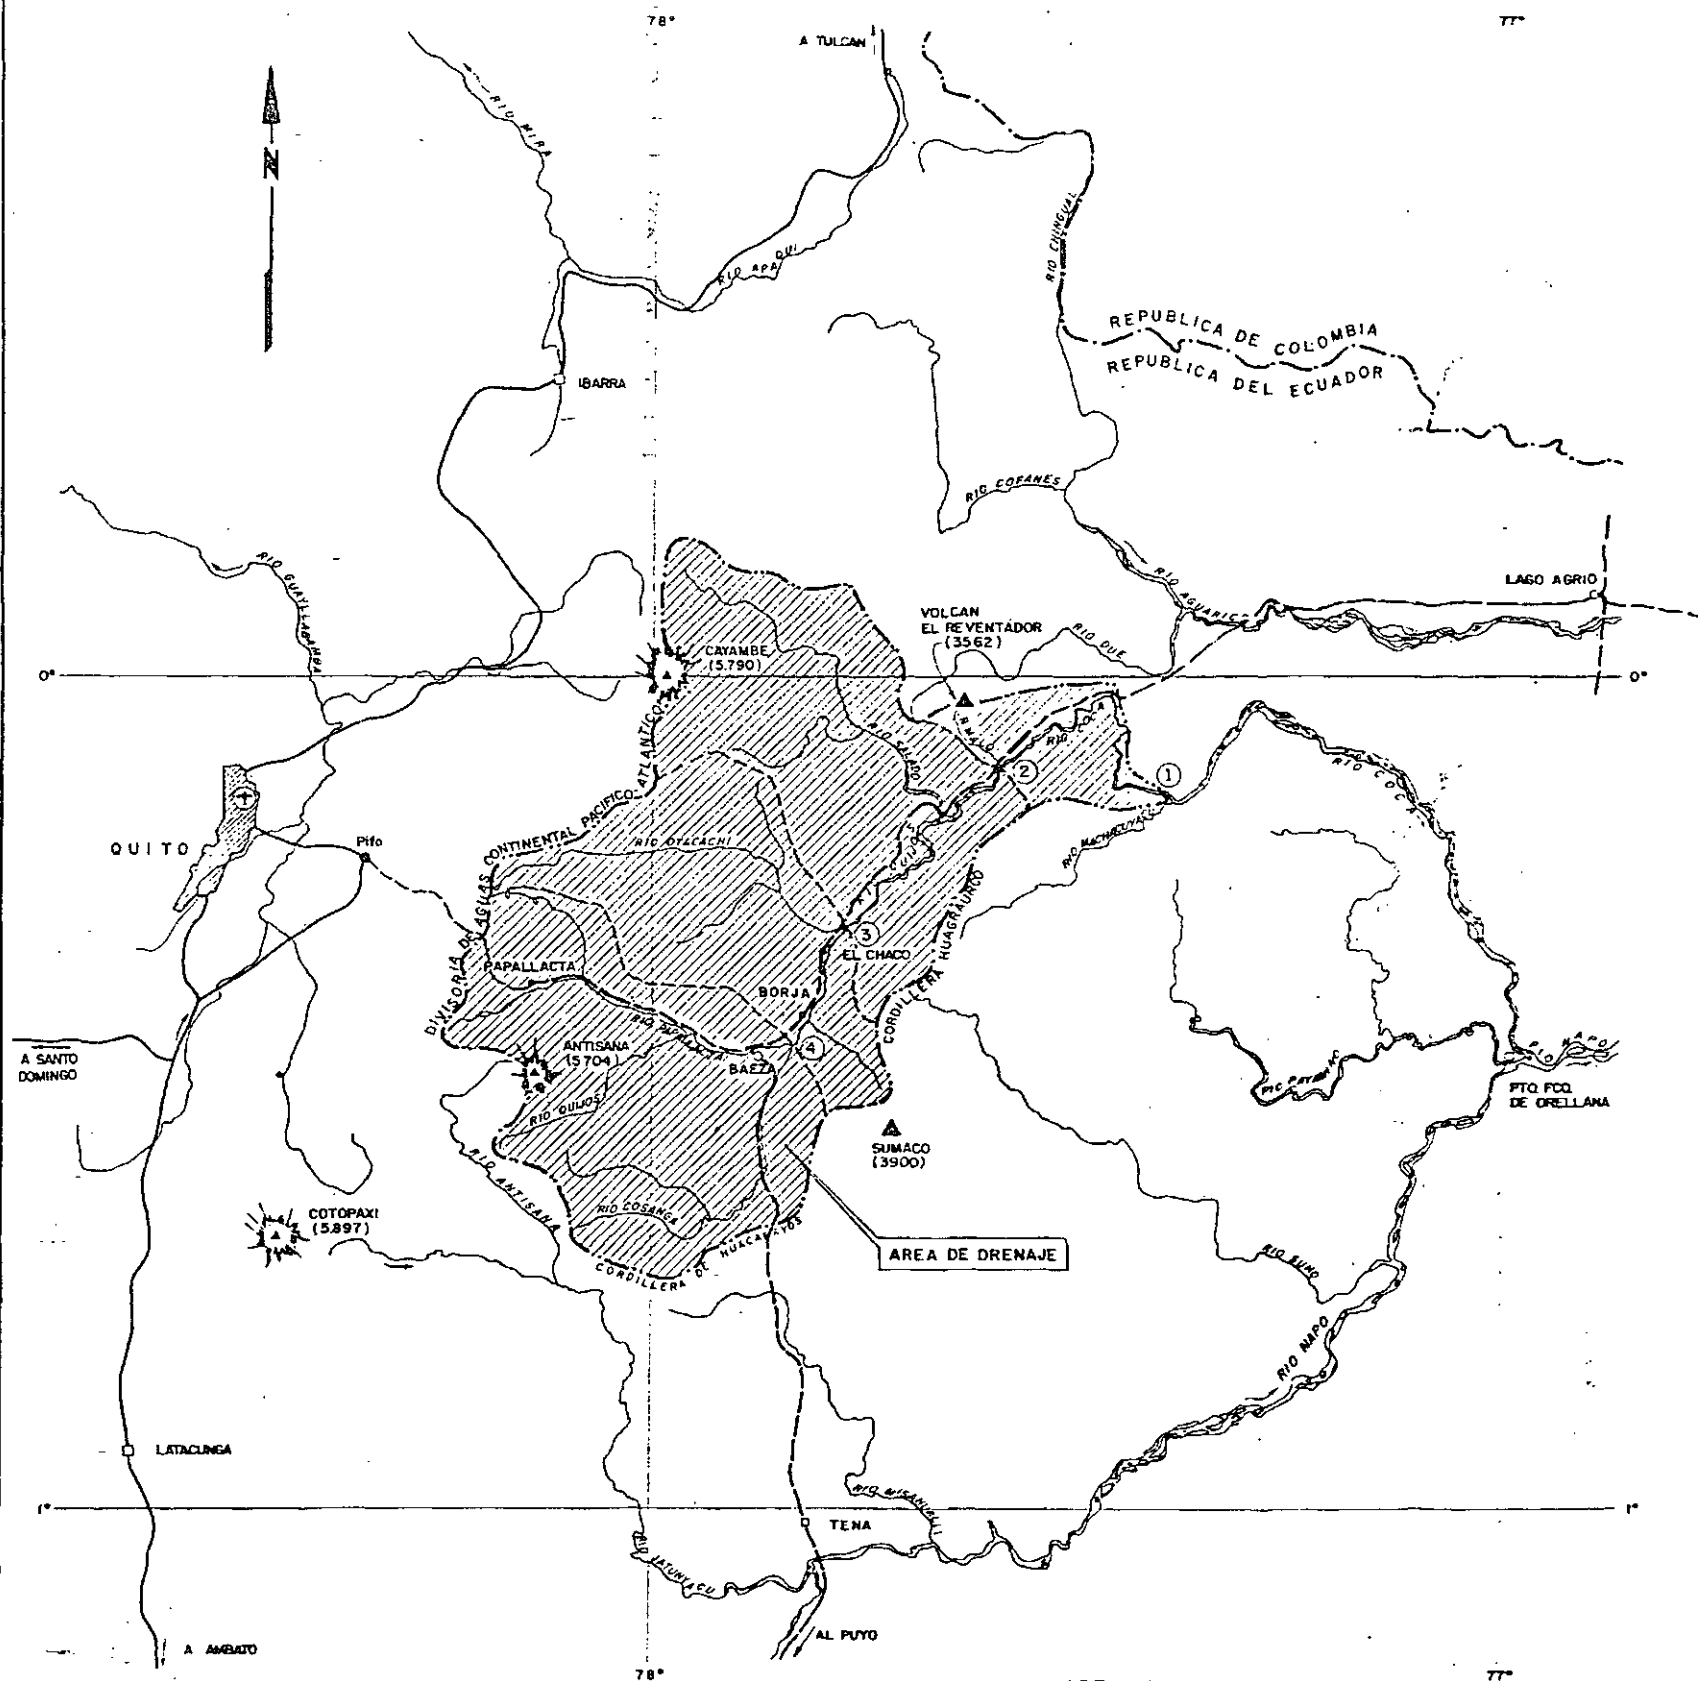 78°
77°
A TULCAN
RIO MIRA
N
RIO CHINGUAL
RIO APAQUI
REPUBLICA DE COLOMBIA
REPUBLICA DEL ECUADOR
IBARRA
RIO COFANES
RIO GUAYLLABAMBA
RIO AGUARICO
LAGO AGRIO
VOLCAN
EL REVENTADOR
(3562)
RIO DUE
CAYAMBE
(5.790)
0°
0°
R. MALO
RIO COCA
RIO SALADO
2
1
RIO COCA
QUITO
Pifo
DIVISORIA DE AGUAS CONTINENTAL PACIFICO ATLANTICO
RIO OYACACHI
RIO MACHACUYACU
QUIJOS
3
EL CHACO
CORDILLERA HUAGRAURCO
PAPALLACTA
BORJA
RIO PAPALLACTA
4
BAEZA
ANTISANA
(5704)
A SANTO
DOMINGO
RIO NAPO
RIO PAYAMINO
PTO. FCO.
DE ORELLANA
RIO QUIJOS
SUMACO
(3900)
RIO ANTISANA
COTOPAXI
(5.897)
RIO COSANGA
CORDILLERA DE HUACAMAYOS
AREA DE DRENAJE
RIO SUNO
RIO NAPO
LATACUNGA
1°
1°
RIO MISAHUALLI
TENA
RIO JATUNYACU
AL PUYO
A AMBATO
78°
77°